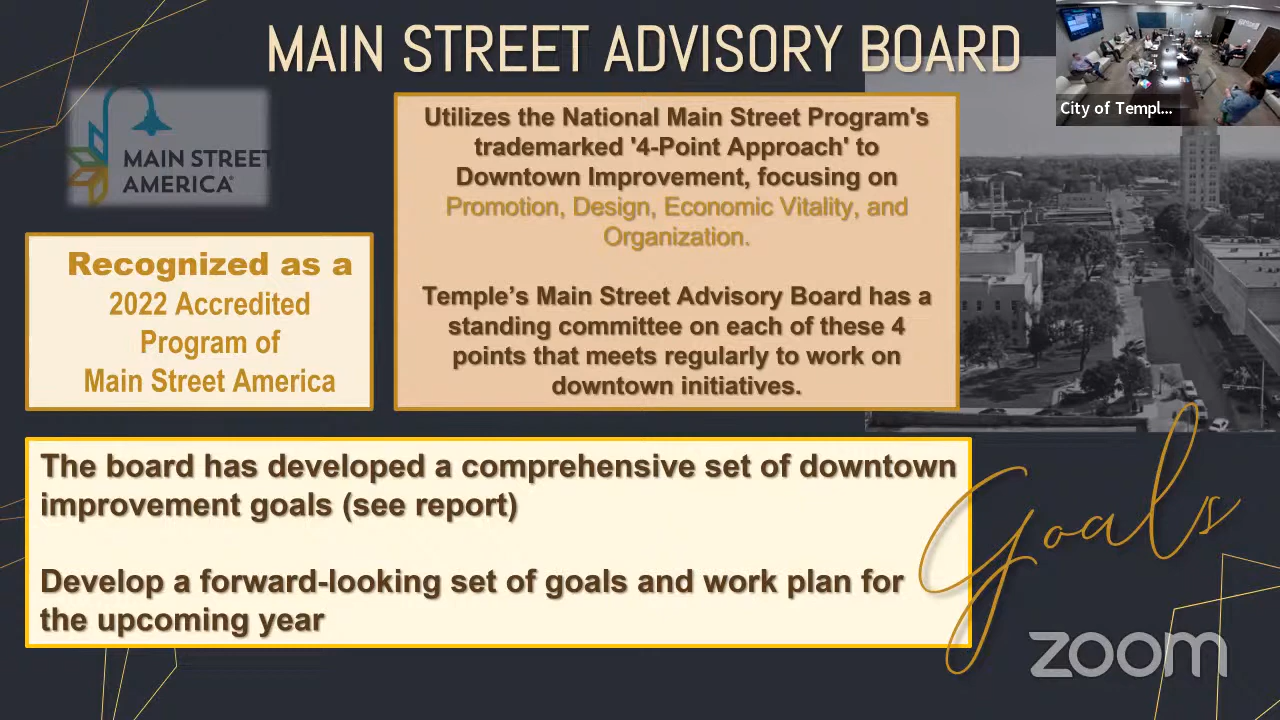 MAIN STREET ADVISORY BOARD
City of Templ...
MAIN STREET
AMERICA®
Utilizes the National Main Street Program's
trademarked '4-Point Approach' to
Downtown Improvement, focusing on
Promotion, Design, Economic Vitality, and
Organization.
Temple’s Main Street Advisory Board has a
standing committee on each of these 4
points that meets regularly to work on
downtown initiatives.
Recognized as a
2022 Accredited
Program of
Main Street America
The board has developed a comprehensive set of downtown
improvement goals (see report)
Develop a forward-looking set of goals and work plan for
the upcoming year
Goals
zoom